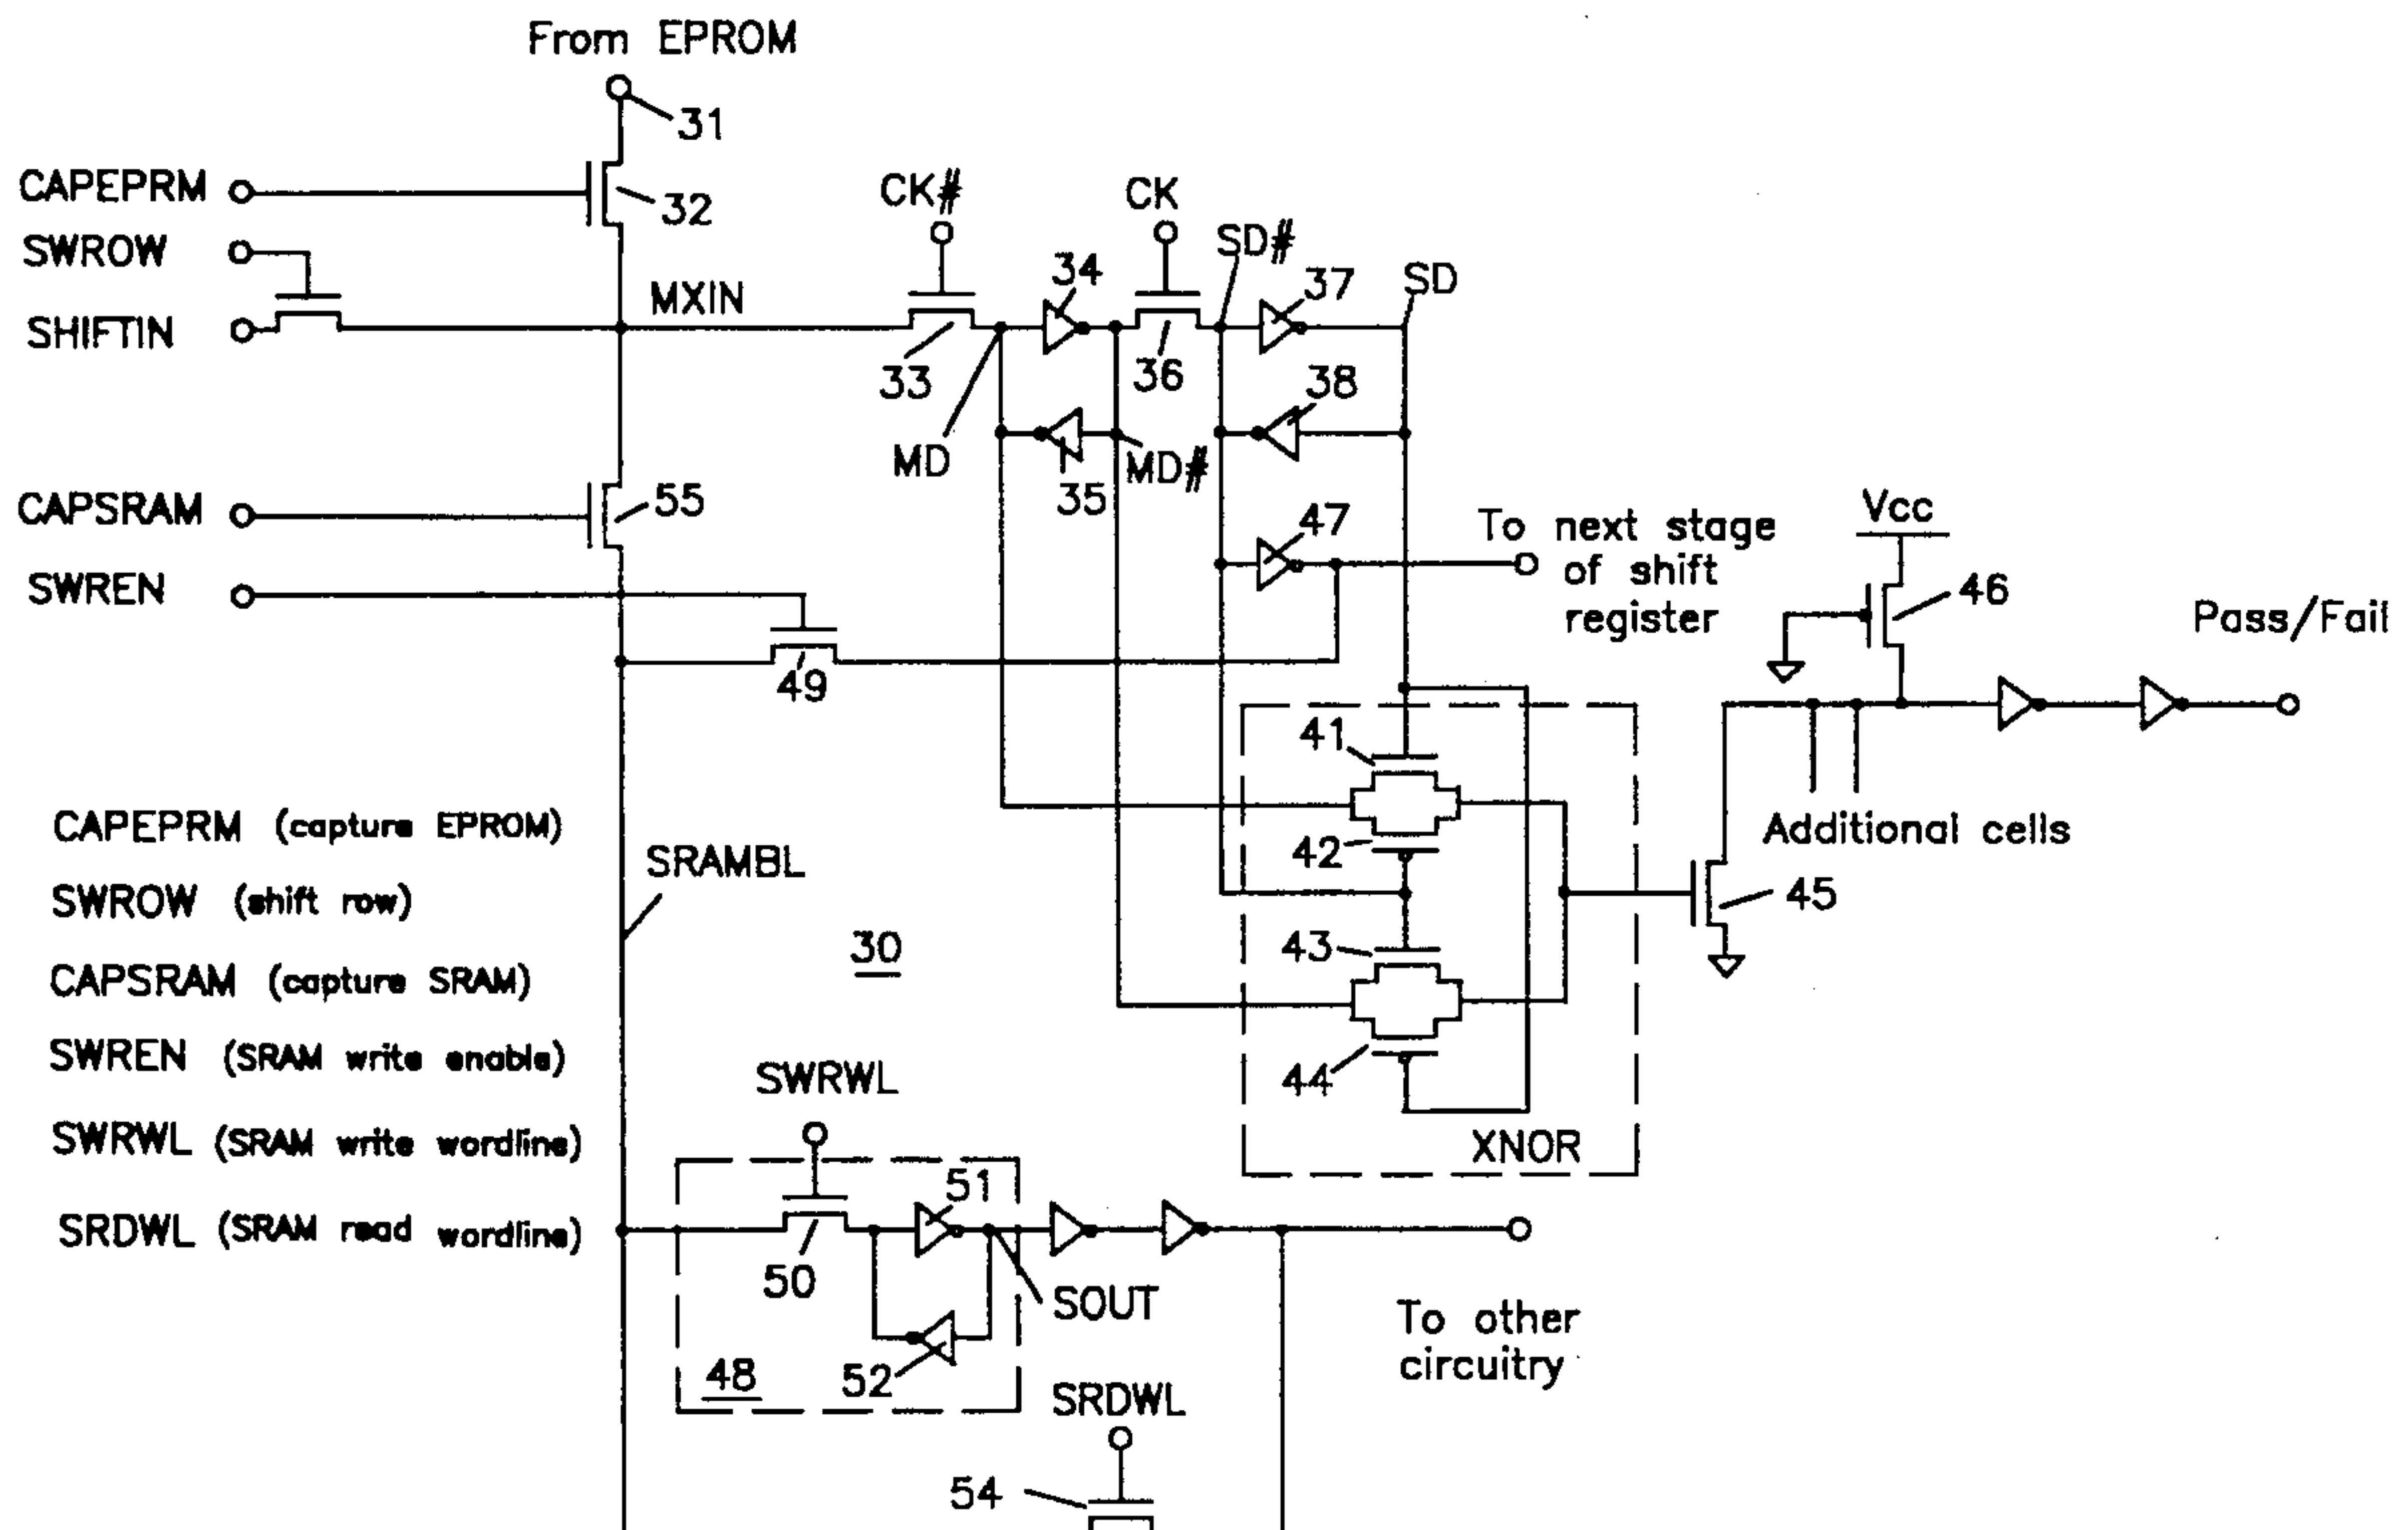 From EPROM
31
CAPEPRM
32
SWROW
SHIFTIN
MXIN
CK#
CK
SD#
SD
34
37
33
36
38
MD
MD#
35
CAPSRAM
55
SWREN
47
To next stage
of shift
register
49
Vcc
46
Pass/Fail
41
42
43
44
XNOR
Additional cells
45
CAPEPRM (capture EPROM)
SWROW (shift row)
CAPSRAM (capture SRAM)
SWREN (SRAM write enable)
SWRWL (SRAM write wordline)
SRDWL (SRAM read wordline)
SRAMBL
30
SWRWL
51
50
SOUT
52
48
To other
circuitry
SRDWL
54